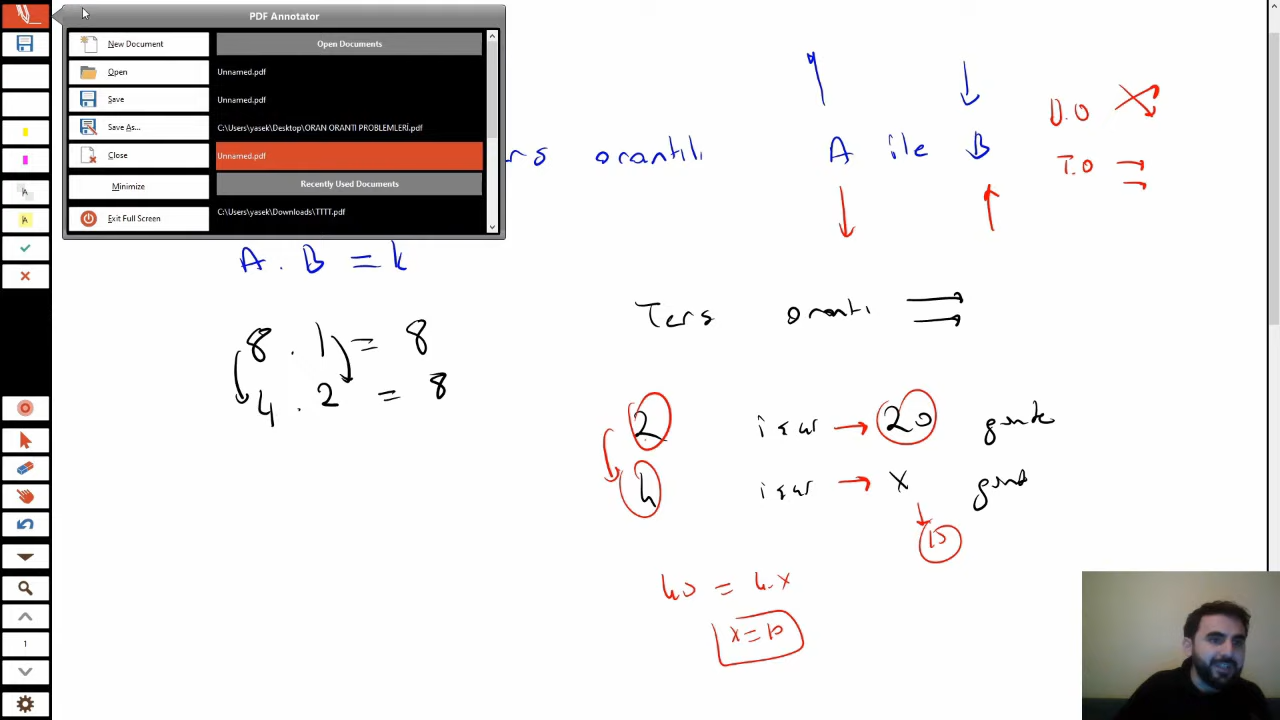 PDF Annotator
New Document
Open
Save
Save As...
Close
Minimize
Exit Full Screen
Open Documents
Unnamed.pdf
Unnamed.pdf
C:\Users\yasek\Desktop\ORAN ORANTI PROBLEMLERİ.pdf
Unnamed.pdf
Recently Used Documents
C:\Users\yasek\Downloads\TTTT.pdf
rs orantılı A ile B
D.O
T.O
A . B = k
8 . 1 = 8
4 . 2 = 8
Ters orantı
2 işçi → 20 günde
4 işçi → x günde
10
40 = 4.x
x = 10
1